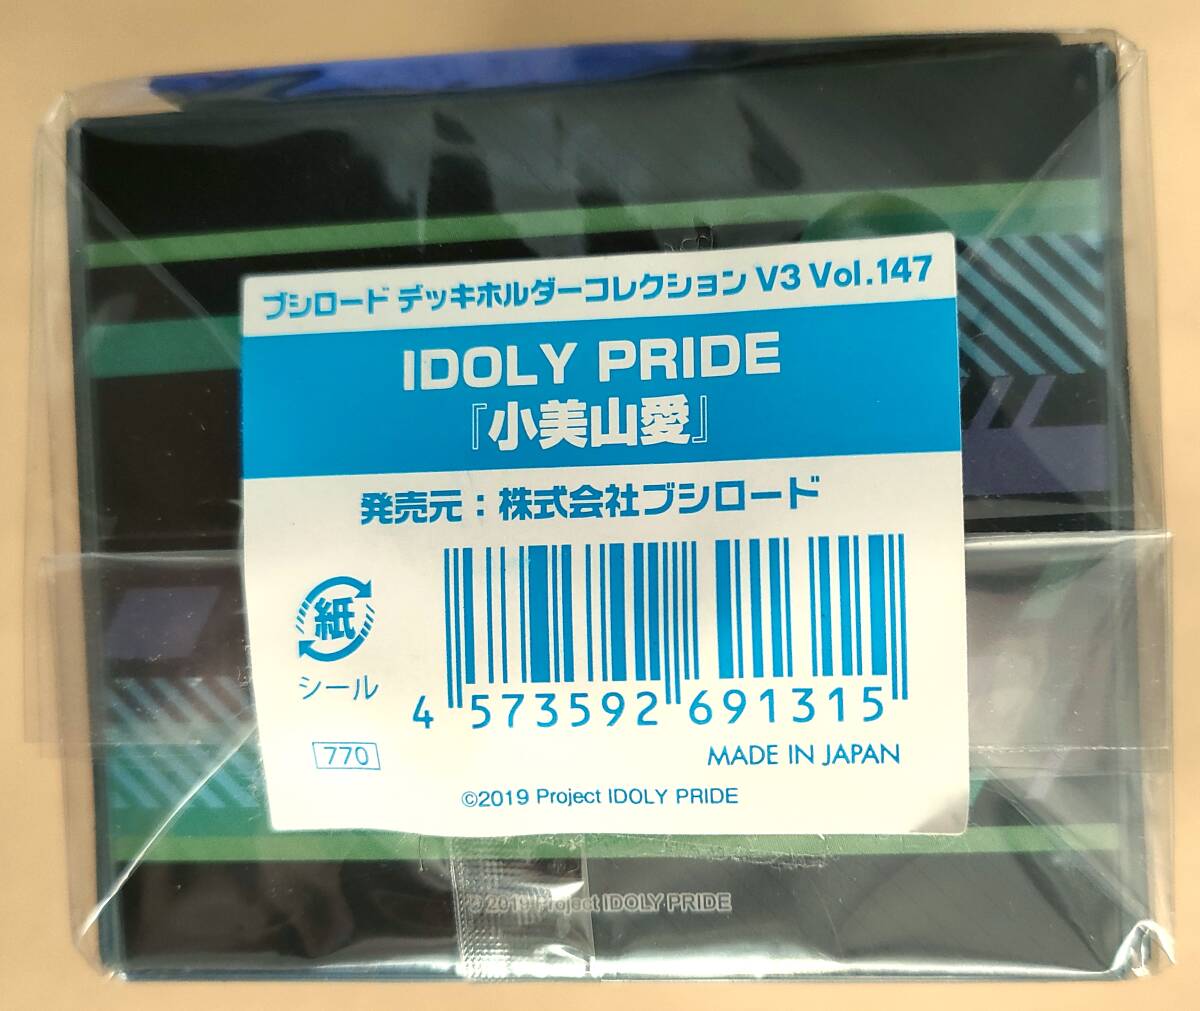 ブシロード デッキホルダーコレクション V3 Vol.147
IDOLY PRIDE
『小美山愛』
発売元：株式会社ブシロード
紙
シール
4 573592 691315
770
MADE IN JAPAN
©2019 Project IDOLY PRIDE
©2019 Project IDOLY PRIDE